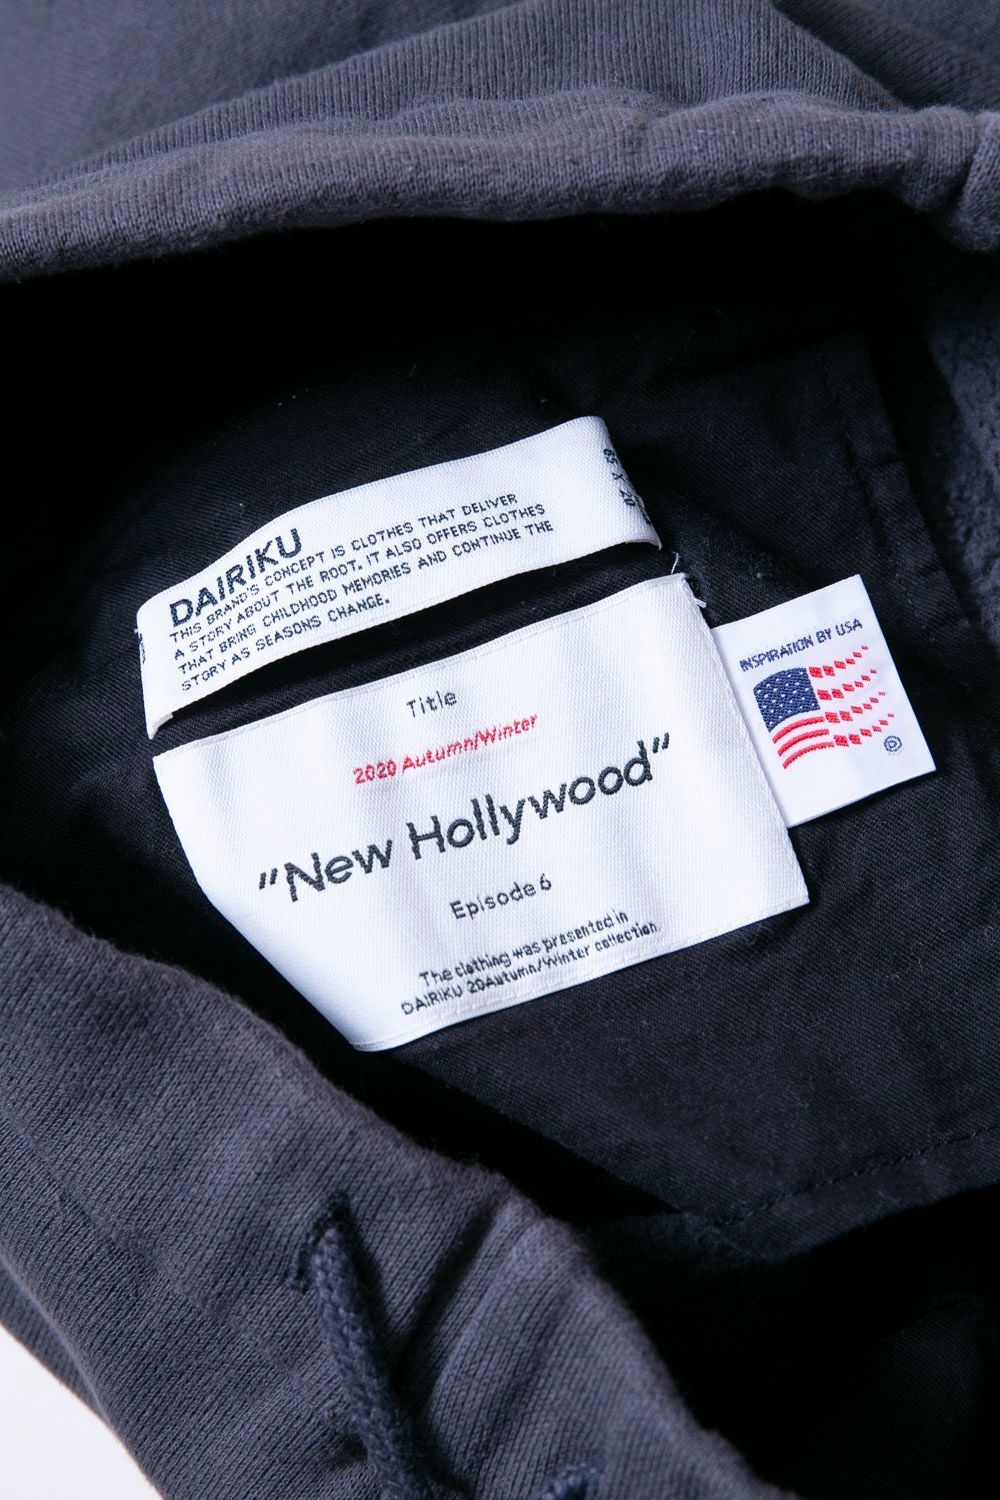 DAIRIKU
THIS BRAND'S CONCEPT IS CLOTHES THAT DELIVER
A STORY ABOUT THE ROOT. IT ALSO OFFERS CLOTHES
THAT BRING CHILDHOOD MEMORIES AND CONTINUE THE
STORY AS SEASONS CHANGE.
Title
2020 Autumn/Winter
"New Hollywood"
Episode 6
The clothing was presented in
DAIRIKU 20Autumn/Winter collection
INSPIRATION BY USA